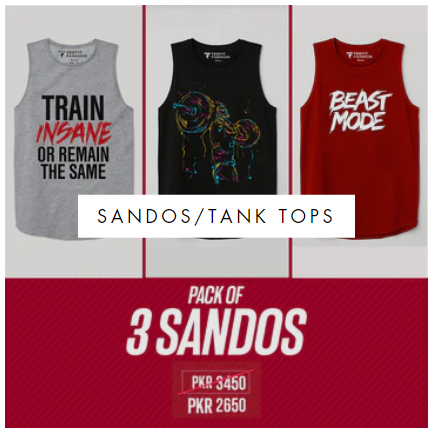 TRAIN
INSANE
OR REMAIN
THE SAME
BEAST
MODE
SANDOS/TANK TOPS
PACK OF
3 SANDOS
PKR 3450
PKR 2650